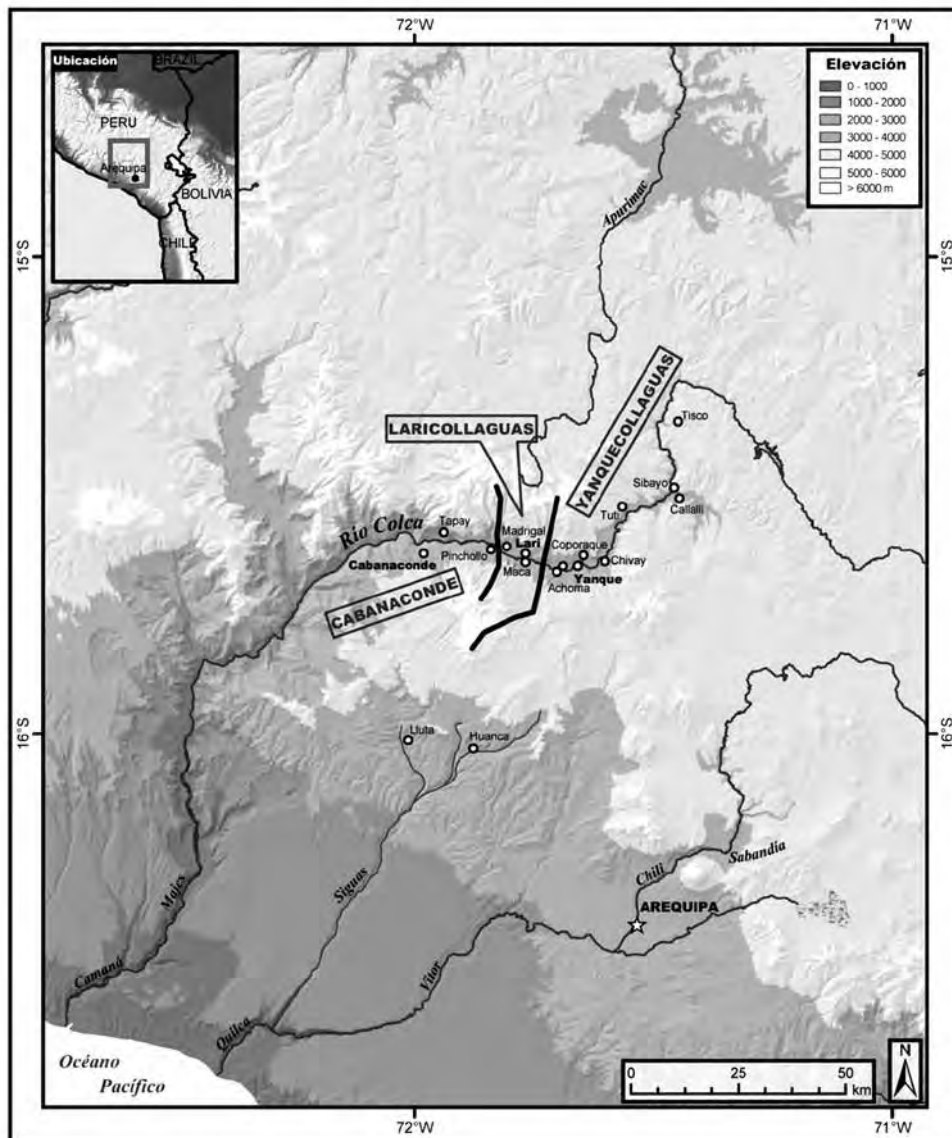 72°W
71°W
Ubicación
BRAZIL
PERU
Arequipa
BOLIVIA
CHILE
Elevación
0 - 1000
1000 - 2000
2000 - 3000
3000 - 4000
4000 - 5000
5000 - 6000
> 6000 m
Apurimac
15°S
15°S
LARICOLLAGUAS
YANQUECOLLAGUAS
Tisco
Sibayo
Callalli
Tuti
Río Colca
Tapay
Madrigal
Lari
Pinchollo
Coporaque
Chivay
Cabanaconde
Maca
Achoma
Yanque
CABANACONDE
16°S
16°S
Lluta
Huanca
Majes
Siguas
Chili
Sabandía
AREQUIPA
Camaná
Vitor
Quilca
Océano
Pacífico
N
0 25 50
km
72°W
71°W